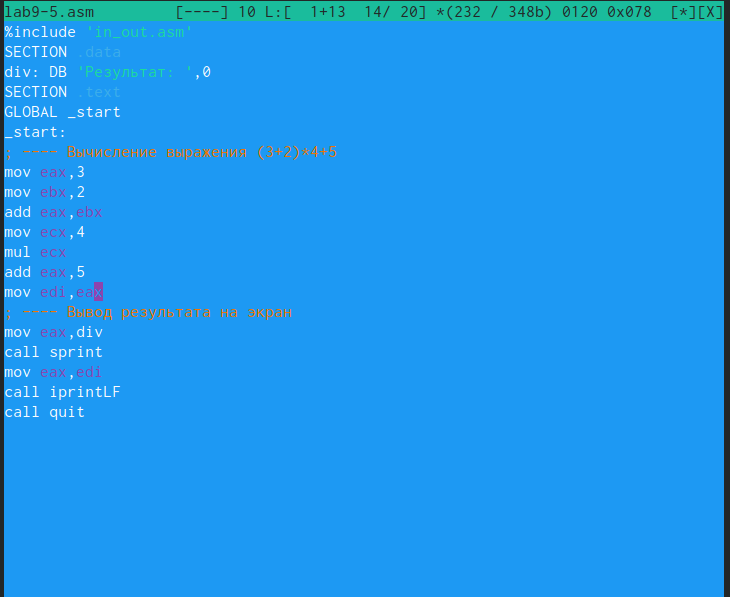 lab9-5.asm [----] 10 L:[ 1+13 14/ 20] *(232 / 348b) 0120 0x078 [*][X]
%include 'in_out.asm'
SECTION .data
div: DB 'Результат: ',0
SECTION .text
GLOBAL _start
_start:
; ---- Вычисление выражения (3+2)*4+5
mov eax,3
mov ebx,2
add eax,ebx
mov ecx,4
mul ecx
add eax,5
mov edi,eax
; ---- Вывод результата на экран
mov eax,div
call sprint
mov eax,edi
call iprintLF
call quit